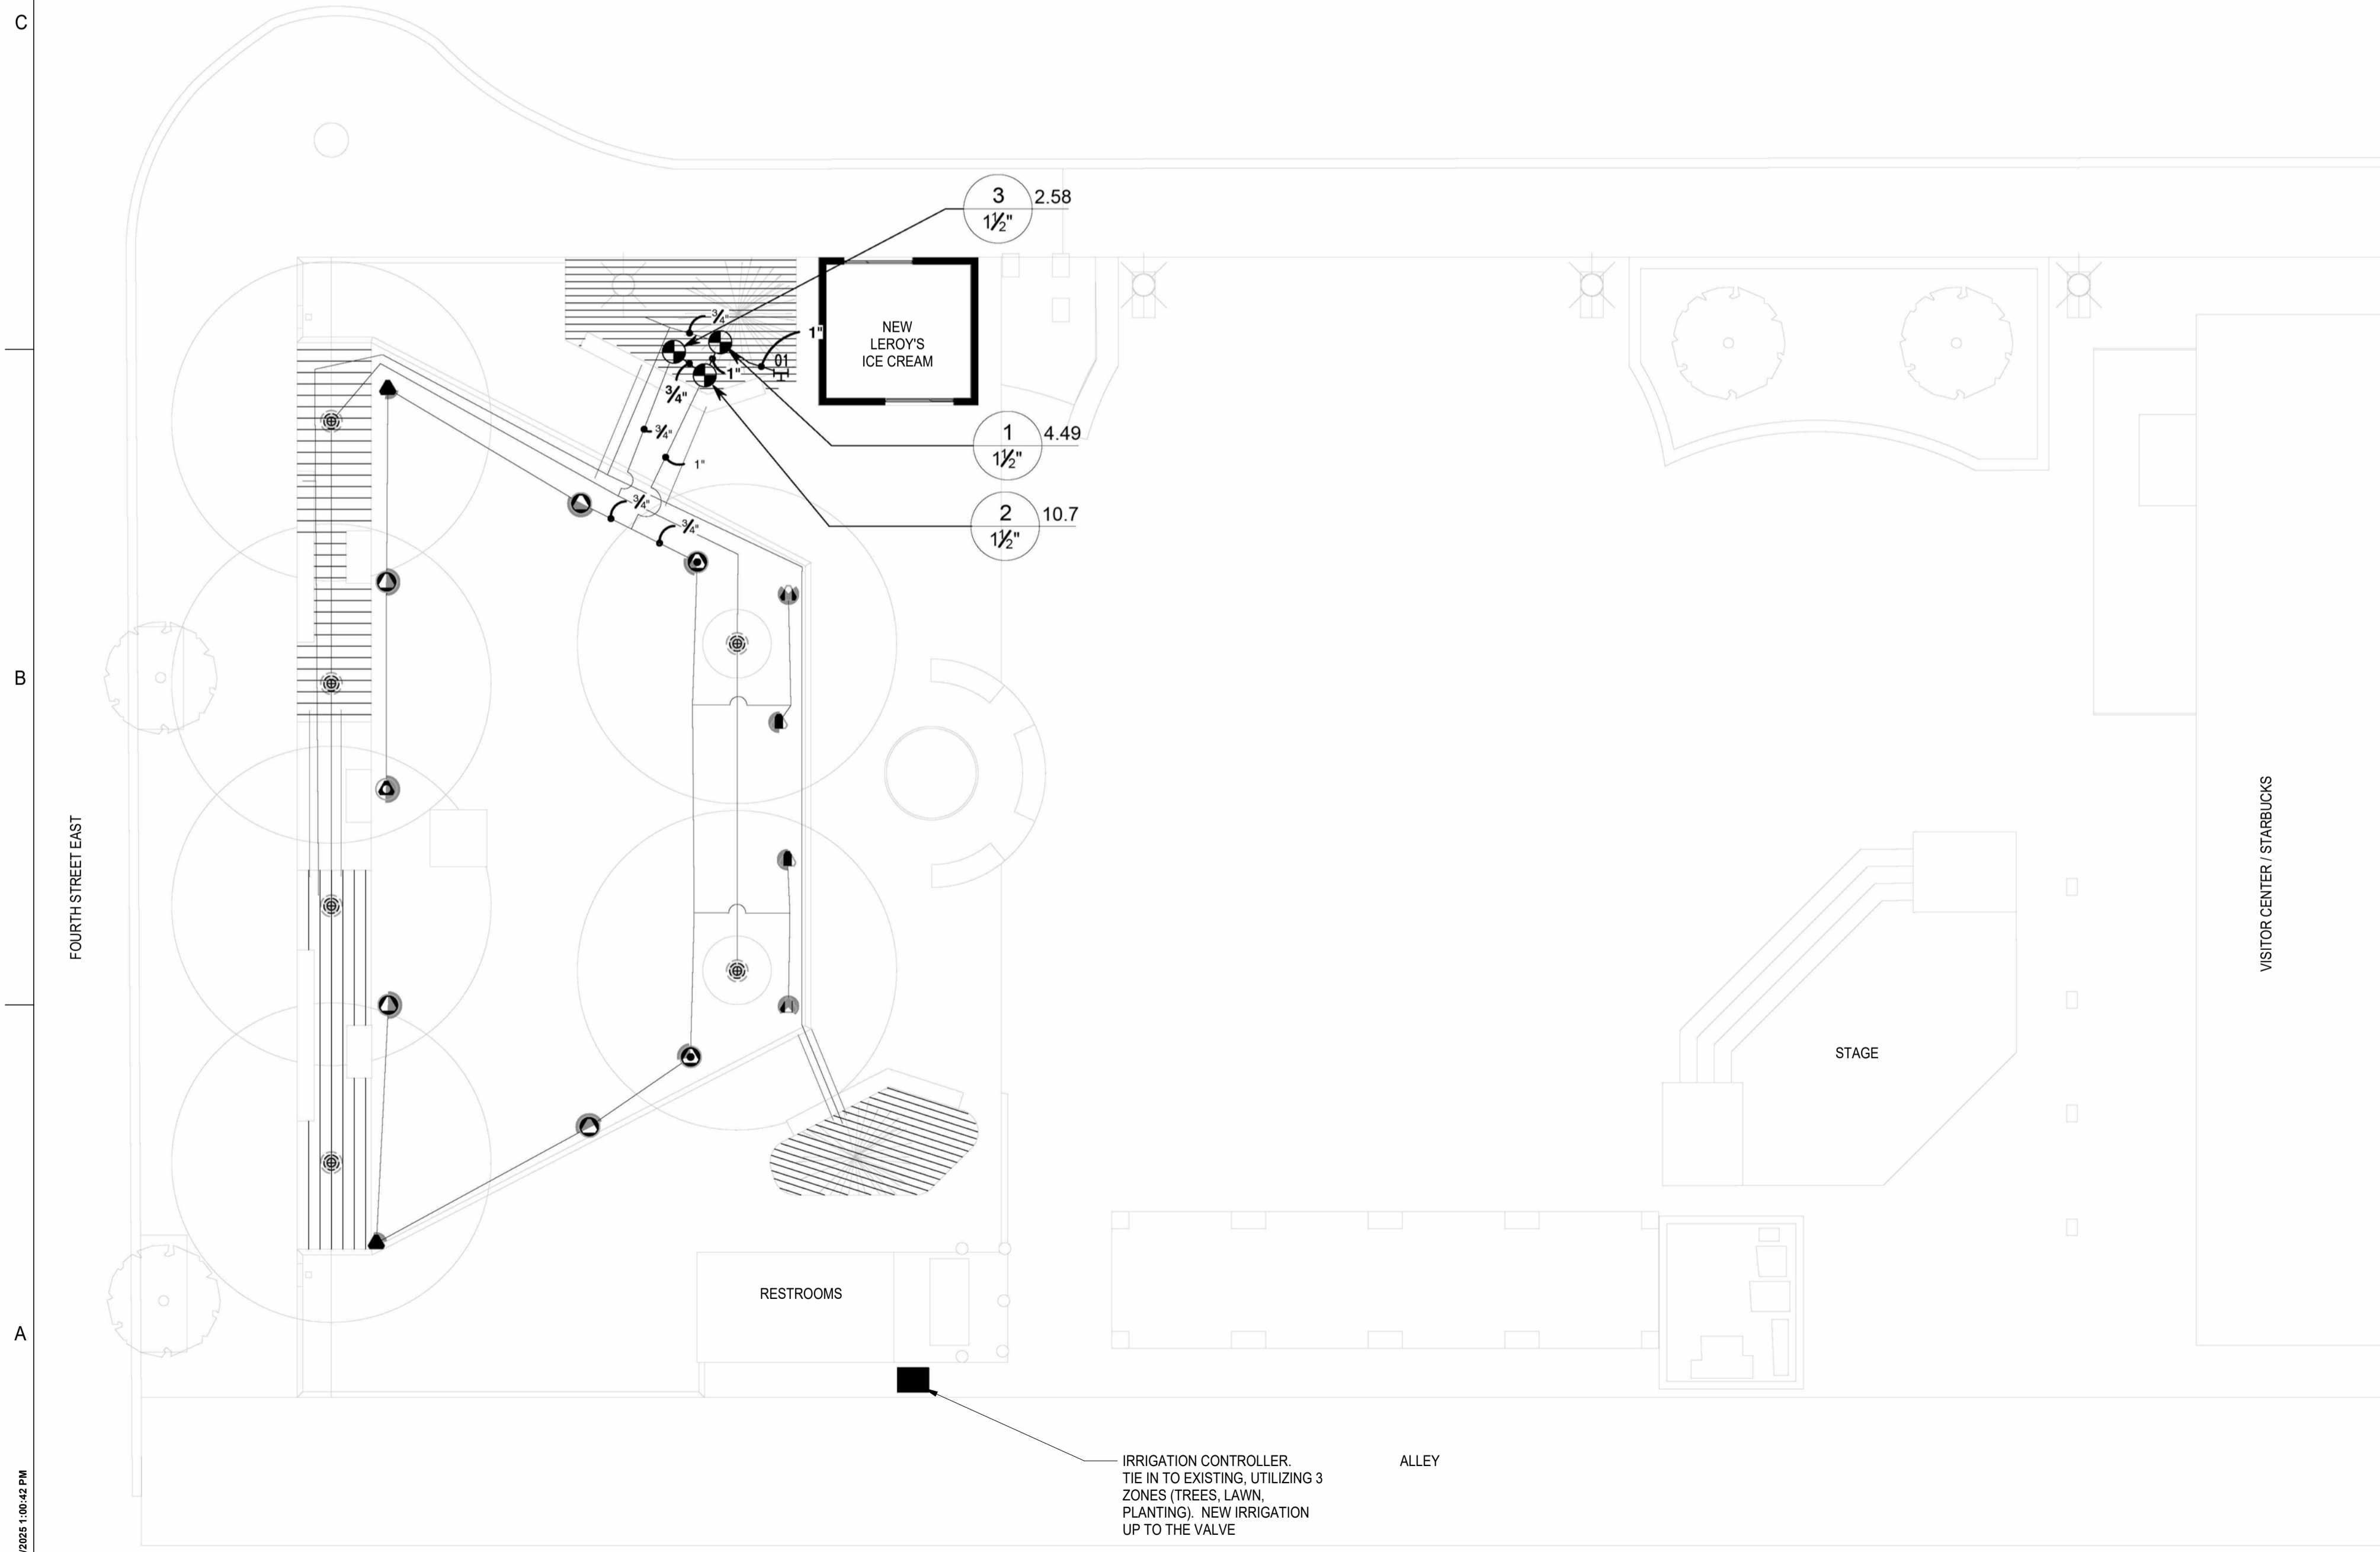 C
3 2.58
1½"
¾"
1"
NEW
LEROY'S
ICE CREAM
01
1"
¾"
¾"
1 4.49
1½"
1"
¾"
2 10.7
1½"
¾"
B
FOURTH STREET EAST
VISITOR CENTER / STARBUCKS
STAGE
RESTROOMS
A
IRRIGATION CONTROLLER.
TIE IN TO EXISTING, UTILIZING 3
ZONES (TREES, LAWN,
PLANTING). NEW IRRIGATION
UP TO THE VALVE
ALLEY
/2025 1:00:42 PM